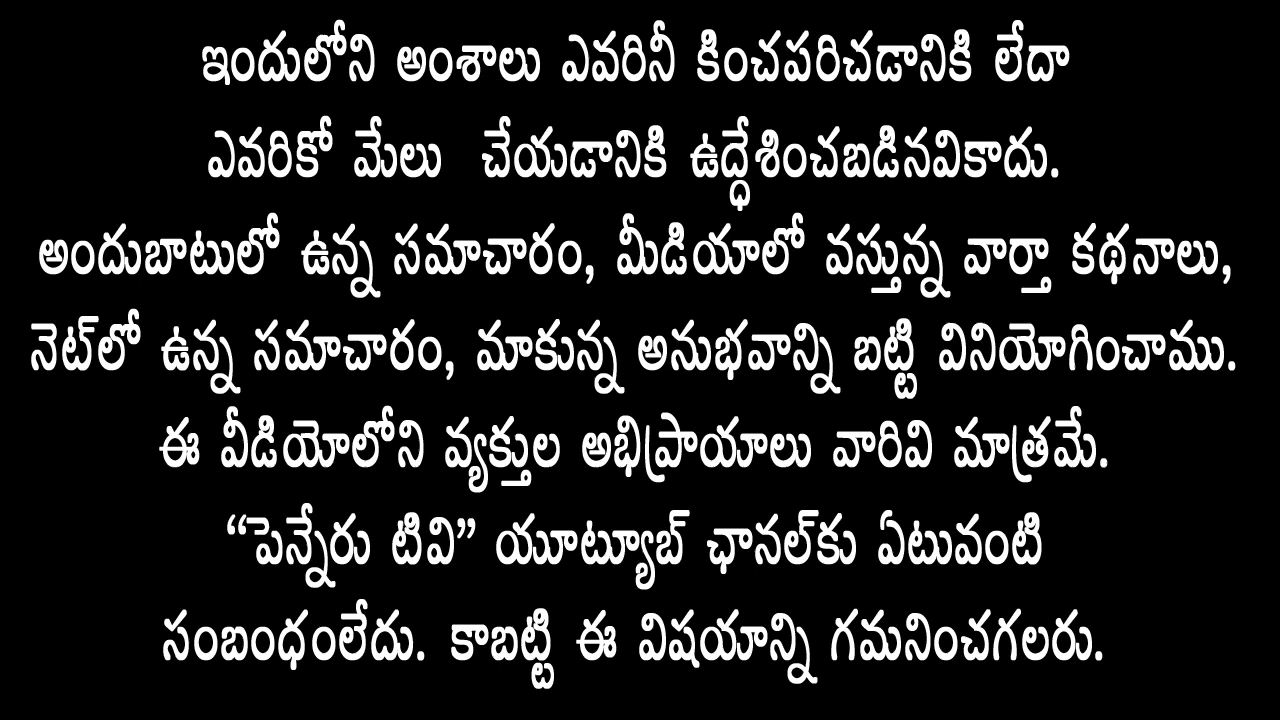 ఇందులోని అంశాలు ఎవరినీ కించపరిచడానికి లేదా
ఎవరికో మేలు చేయడానికి ఉద్ధేశించబడినవికాదు.
అందుబాటులో ఉన్న సమాచారం, మీడియాలో వస్తున్న వార్తా కథనాలు,
నెట్‌లో ఉన్న సమాచారం, మాకున్న అనుభవాన్ని బట్టి వినియోగించాము.
ఈ వీడియోలోని వ్యక్తుల అభిప్రాయాలు వారివి మాత్రమే.
“పెన్నేరు టివి” యూట్యూబ్ ఛానల్‌కు ఏటువంటి
సంబంధంలేదు. కాబట్టి ఈ విషయాన్ని గమనించగలరు.